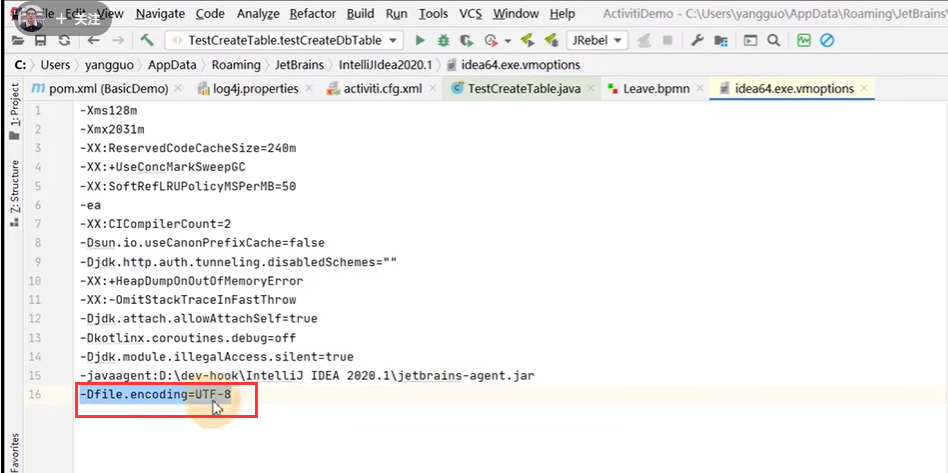 + 关注
Navigate Code Analyze Refactor Build Run Tools VCS Window Help ActivitiDemo - C:\Users\yangguo\AppData\Roaming\JetBrains\
TestCreateTable.testCreateDbTable JRebel
C: Users yangguo AppData Roaming JetBrains IntelliJIdea2020.1 idea64.exe.vmoptions
pom.xml (BasicDemo) log4j.properties activiti.cfg.xml TestCreateTable.java Leave.bpmn idea64.exe.vmoptions
1: Project
Z: Structure
Favorites
1 -Xms128m
2 -Xmx2031m
3 -XX:ReservedCodeCacheSize=240m
4 -XX:+UseConcMarkSweepGC
5 -XX:SoftRefLRUPolicyMSPerMB=50
6 -ea
7 -XX:CICompilerCount=2
8 -Dsun.io.useCanonPrefixCache=false
9 -Djdk.http.auth.tunneling.disabledSchemes=""
10 -XX:+HeapDumpOnOutOfMemoryError
11 -XX:-OmitStackTraceInFastThrow
12 -Djdk.attach.allowAttachSelf=true
13 -Dkotlinx.coroutines.debug=off
14 -Djdk.module.illegalAccess.silent=true
15 -javaagent:D:\dev-hook\IntelliJ IDEA 2020.1\jetbrains-agent.jar
16 -Dfile.encoding=UTF-8